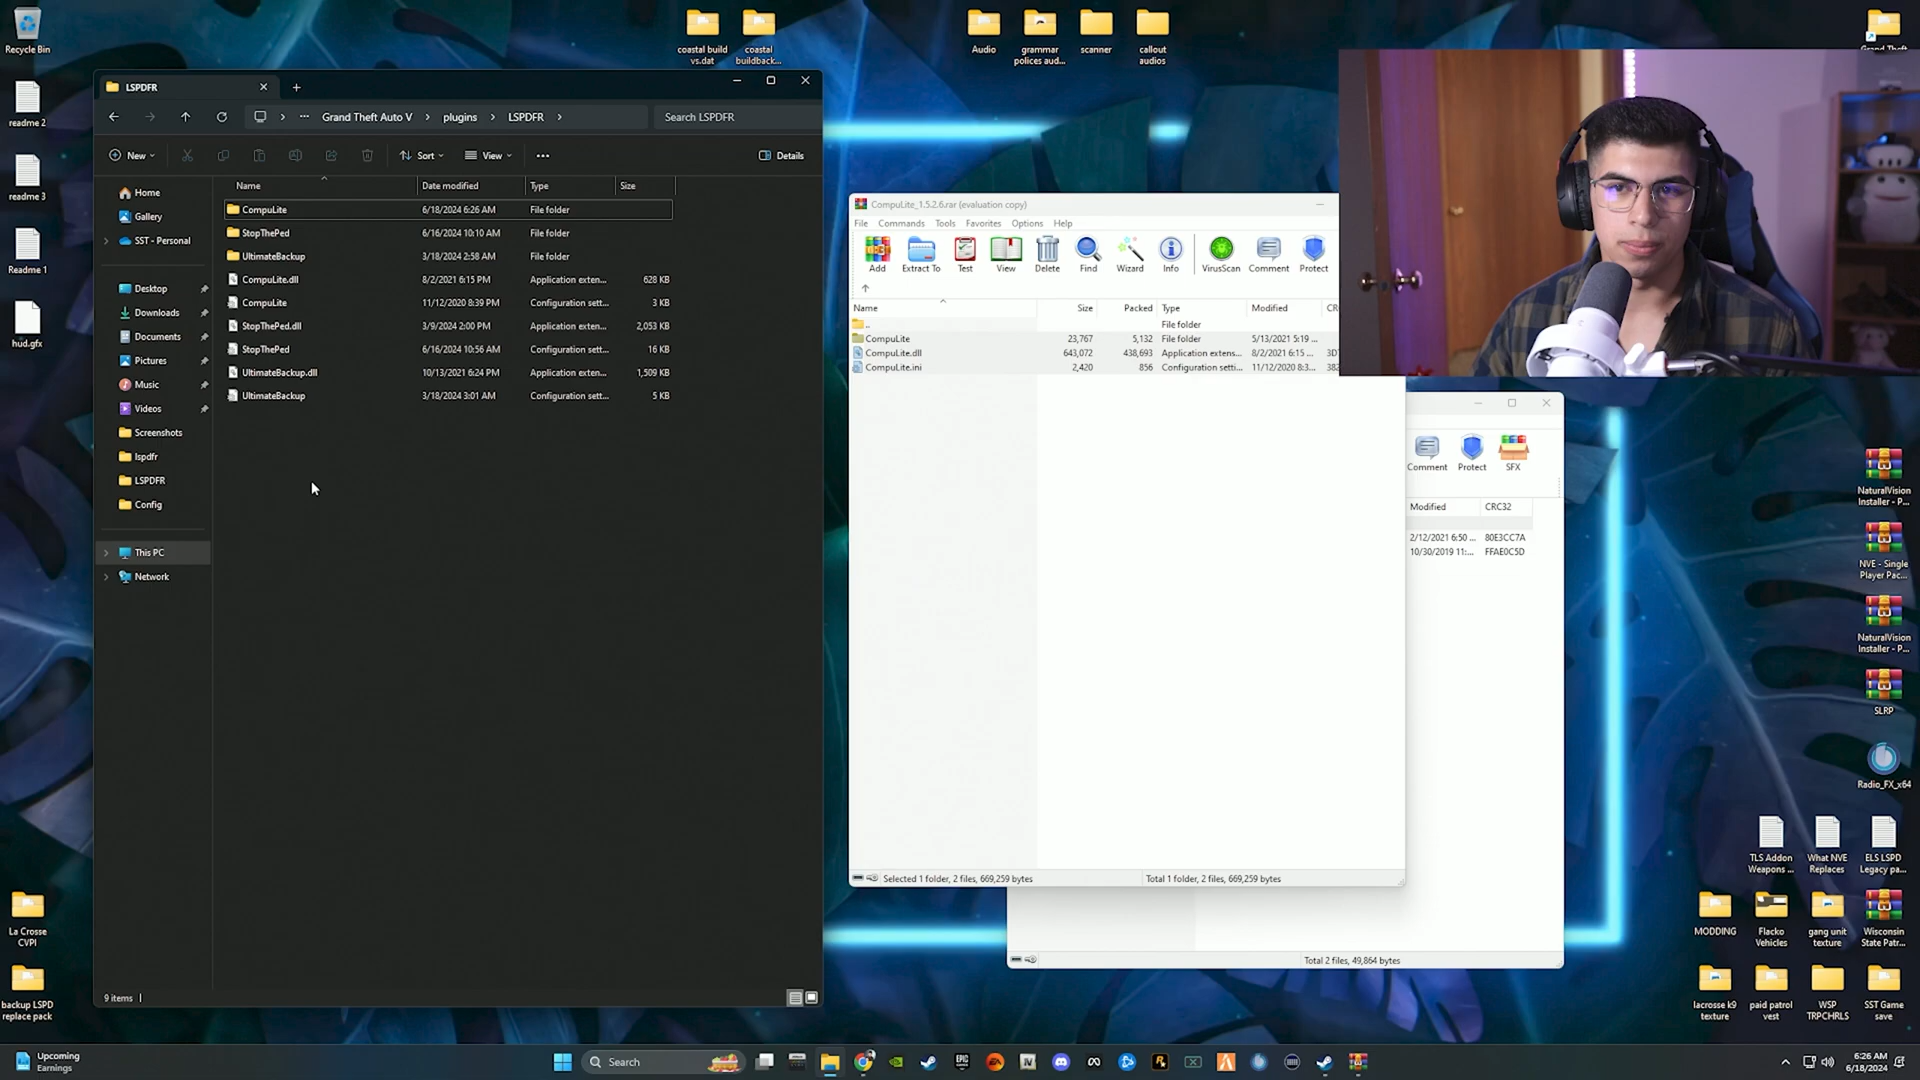 Recycle Bin
readme 2
readme 3
Readme 1
hud.gfx
La Crosse
CVPI
backup LSPD
replace pack
coastal build
vs.dat
coastal
buildback...
Audio
grammar
polices aud...
scanner
callout
audios
LSPDFR
Grand Theft Auto V
plugins
LSPDFR
Search LSPDFR
New
Sort
View
Details
Home
Gallery
SST - Personal
Desktop
Downloads
Documents
Pictures
Music
Videos
Screenshots
lspdfr
LSPDFR
Config
This PC
Network
Name Date modified Type Size
CompuLite 6/18/2024 6:26 AM File folder
StopThePed 6/16/2024 10:10 AM File folder
UltimateBackup 3/18/2024 2:58 AM File folder
CompuLite.dll 8/2/2021 6:15 PM Application exten... 628 KB
CompuLite 11/12/2020 8:39 PM Configuration sett... 3 KB
StopThePed.dll 3/9/2024 2:00 PM Application exten... 2,053 KB
StopThePed 6/16/2024 10:56 AM Configuration sett... 16 KB
UltimateBackup.dll 10/13/2021 6:24 PM Application exten... 1,509 KB
UltimateBackup 3/18/2024 3:01 AM Configuration sett... 5 KB
9 items
CompuLite_1.5.2.6.rar (evaluation copy)
File Commands Tools Favorites Options Help
Add Extract To Test View Delete Find Wizard Info VirusScan Comment Protect
Name Size Packed Type Modified
.. File folder
CompuLite 23,767 5,132 File folder 5/13/2021 5:19 ...
CompuLite.dll 643,072 438,693 Application extens... 8/2/2021 6:15 ...
CompuLite.ini 2,420 856 Configuration setti... 11/12/2020 8:3...
Selected 1 folder, 2 files, 669,259 bytes
Total 1 folder, 2 files, 669,259 bytes
Comment Protect SFX
Modified CRC32
2/12/2021 6:50 ... 80E3CC7A
10/30/2019 11:... FFAE0C5D
Total 2 files, 49,864 bytes
NaturalVision
Installer - P...
NVE - Single
Player Pac...
NaturalVision
Installer - P...
SLRP
Radio_FX_x64
TLS Addon
Weapons ...
What NVE
Replaces
ELS LSPD
Legacy pa...
MODDING
Flacko
Vehicles
gang unit
texture
Wisconsin
State Patr...
lacrosse k9
texture
paid patrol
vest
WSP
TRPCHRLS
SST Game
save
Upcoming
Earnings
Search
6:26 AM
6/18/2024